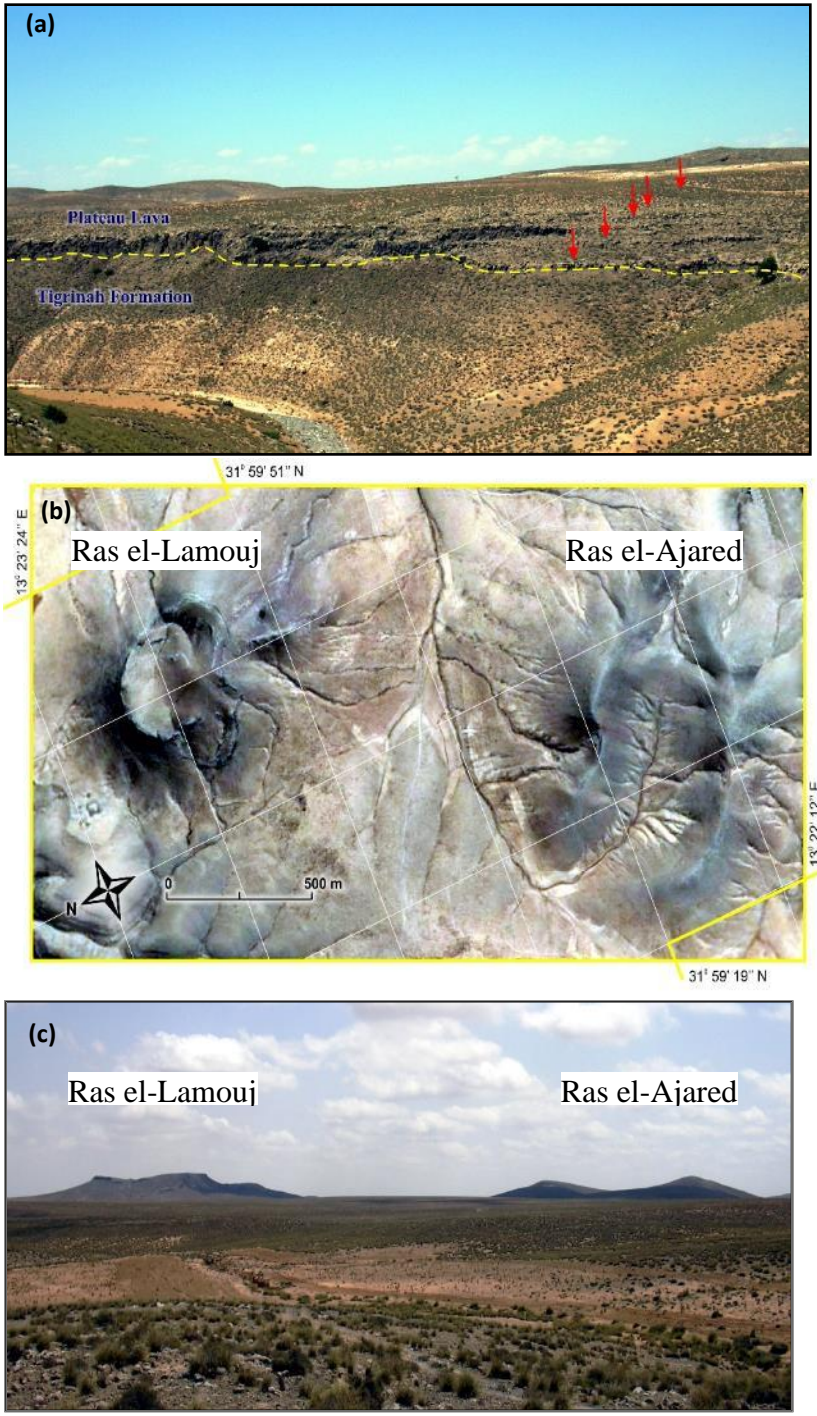 (a)
Plateau Lava
Tigrinah Formation
31° 59' 51" N
13° 23' 24" E
(b)
Ras el-Lamouj
Ras el-Ajared
N
0
500 m
13° 22' 12" E
31° 59' 19" N
(c)
Ras el-Lamouj
Ras el-Ajared